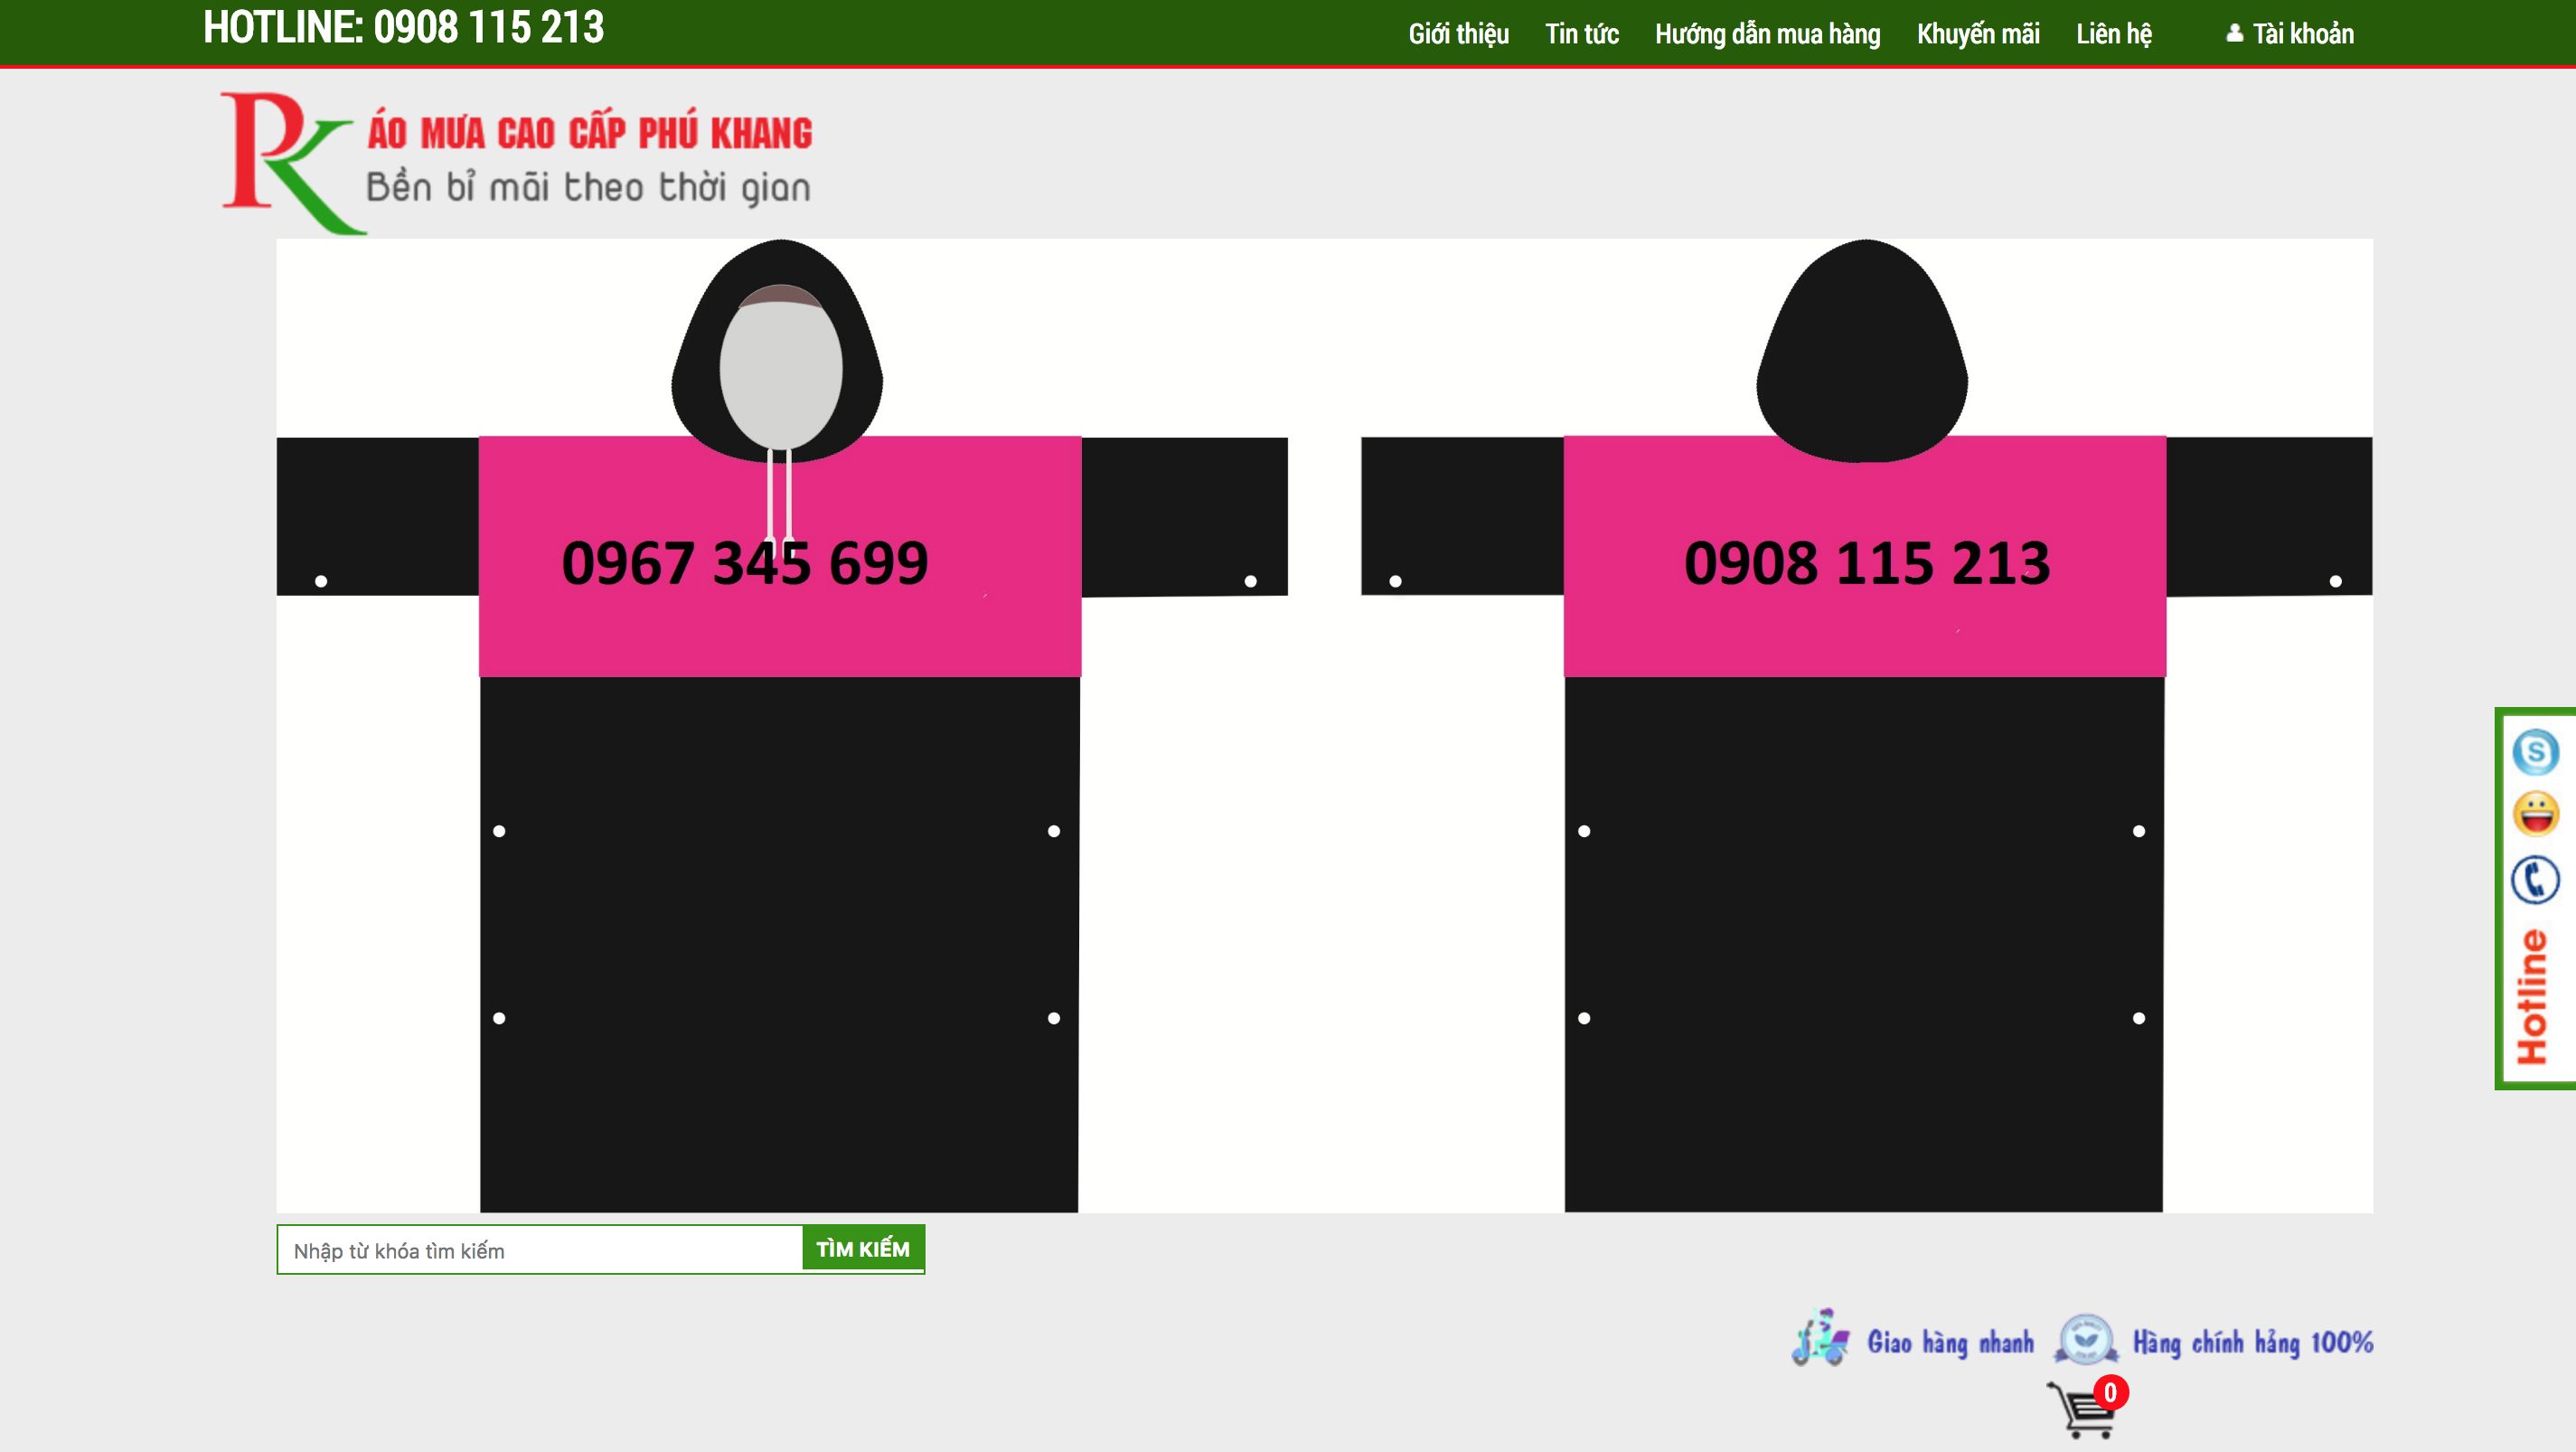 HOTLINE: 0908 115 213
Giới thiệu Tin tức Hướng dẫn mua hàng Khuyến mãi Liên hệ Tài khoản
PK
ÁO MƯA CAO CẤP PHÚ KHANG
Bền bỉ mãi theo thời gian
0967 345 699
0908 115 213
S
Hotline
Nhập từ khóa tìm kiếm TÌM KIẾM
Giao hàng nhanh Hàng chính hảng 100%
0